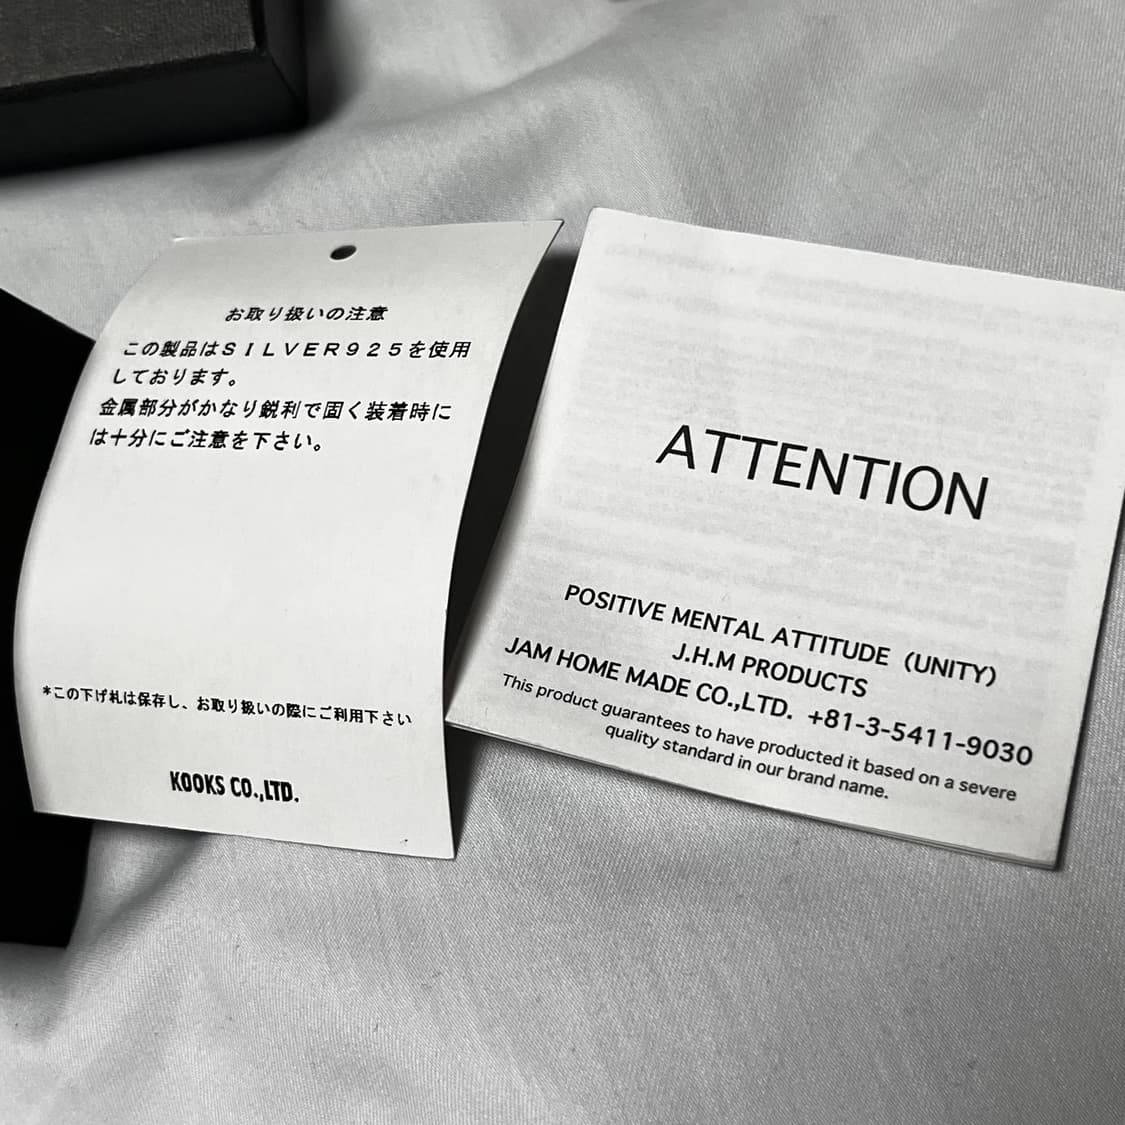 お取り扱いの注意
この製品はSILVER925を使用
しております。
金属部分がかなり鋭利で固く装着時に
は十分にご注意を下さい。
*この下げ札は保存し、お取り扱いの際にご利用下さい
KOOKS CO.,LTD.
ATTENTION
POSITIVE MENTAL ATTITUDE (UNITY)
J.H.M PRODUCTS
JAM HOME MADE CO.,LTD. +81-3-5411-9030
This product guarantees to have producted it based on a severe
quality standard in our brand name.